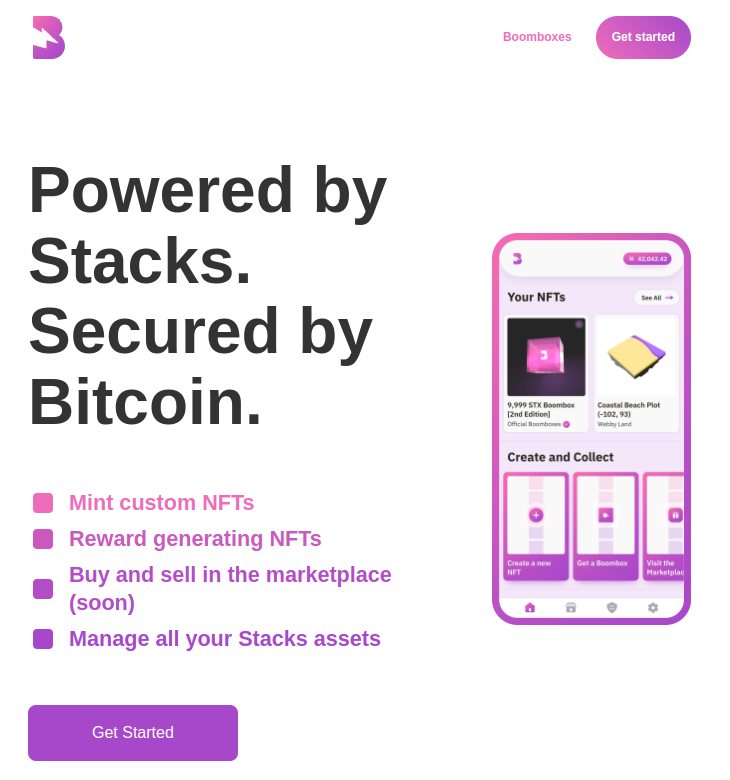 Boomboxes
Get started
Powered by
Stacks.
Secured by
Bitcoin.
Mint custom NFTs
Reward generating NFTs
Buy and sell in the marketplace
(soon)
Manage all your Stacks assets
Get Started
42,042.42
Your NFTs
See All
9,999 STX Boombox
[2nd Edition]
Official Boomboxes
Coastal Beach Plot
(-102, 93)
Webby Land
Create and Collect
Create a new
NFT
Get a Boombox
Visit the
Marketplac